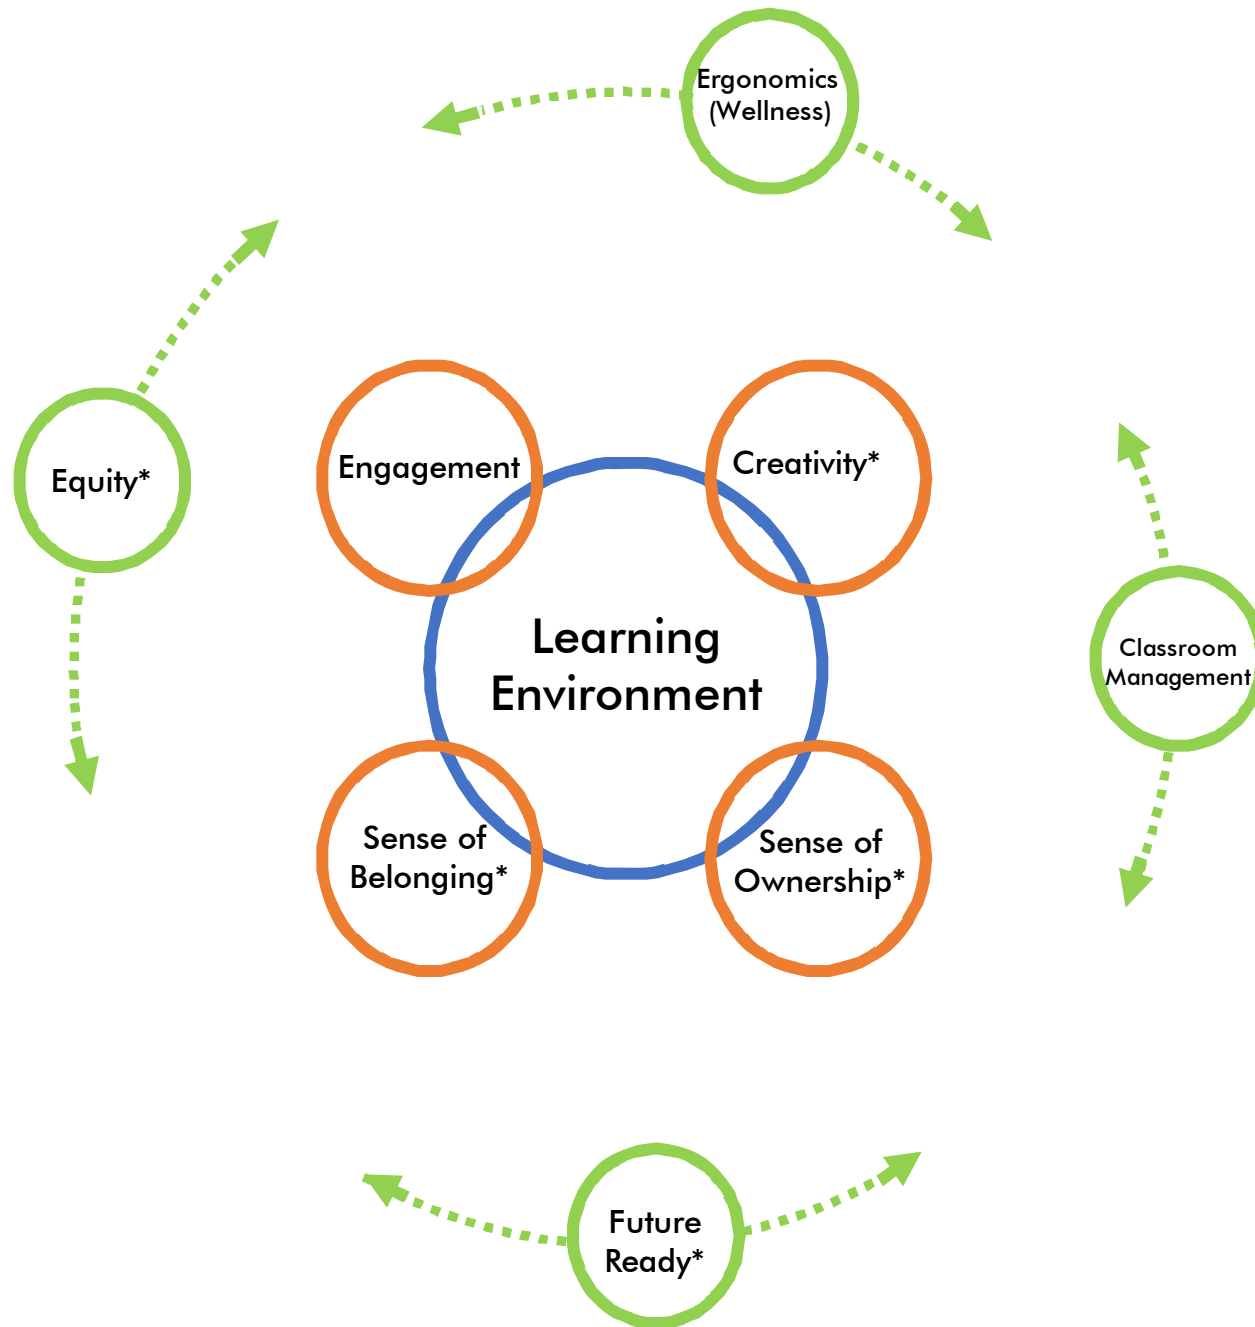 Ergonomics
(Wellness)
Equity*
Engagement
Creativity*
Learning
Environment
Classroom
Management
Sense of
Belonging*
Sense of
Ownership*
Future
Ready*